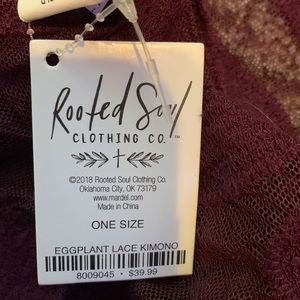 Rooted Soul
CLOTHING CO.™
©2018 Rooted Soul Clothing Co.
Oklahoma City, OK 73179
www.mardel.com
Made in China
ONE SIZE
EGGPLANT LACE KIMONO
8009045 • $39.99